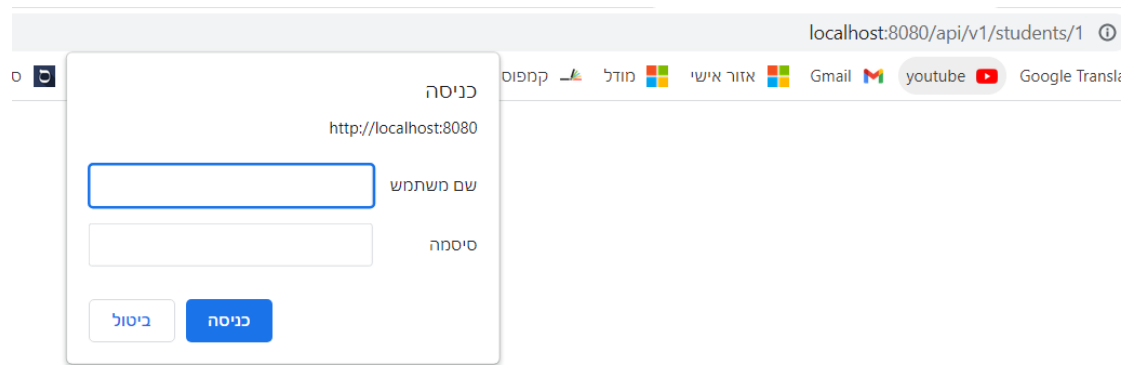 localhost:8080/api/v1/students/1
Google Transla youtube Gmail אזור אישי מודל קמפוס ס
כניסה
http://localhost:8080
שם משתמש
סיסמה
כניסה ביטול